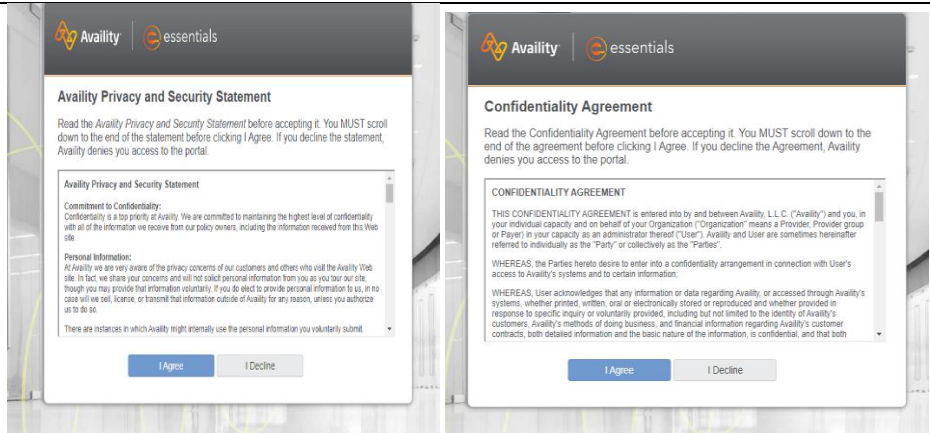 Availity essentials
Availity Privacy and Security Statement
Read the Availity Privacy and Security Statement before accepting it. You MUST scroll
down to the end of the statement before clicking I Agree. If you decline the statement,
Availity denies you access to the portal.
Availity Privacy and Security Statement
Commitment to Confidentiality:
Confidentiality is a top priority at Availity. We are committed to maintaining the highest level of confidentiality
with all of the information we receive from our policy owners, including the information received from this Web
site.
Personal Information:
At Availity we are very aware of the privacy concerns of our customers and others who visit the Availity Web
site. In fact, we share your concerns and will not solicit personal information from you as you tour our site,
though you may provide that information voluntarily. If you do elect to provide personal information to us, in no
case will we sell, license, or transmit that information outside of Availity for any reason, unless you authorize
us to do so.
There are instances in which Availity might internally use the personal information you voluntarily submit.
I Agree
I Decline
Availity essentials
Confidentiality Agreement
Read the Confidentiality Agreement before accepting it. You MUST scroll down to the
end of the agreement before clicking I Agree. If you decline the Agreement, Availity
denies you access to the portal.
CONFIDENTIALITY AGREEMENT
THIS CONFIDENTIALITY AGREEMENT is entered into by and between Availity, L.L.C. ("Availity") and you, in
your individual capacity and on behalf of your Organization ("Organization" means a Provider, Provider group
or Payer) in your capacity as an administrator thereof ("User"). Availity and User are sometimes hereinafter
referred to individually as the "Party" or collectively as the "Parties".
WHEREAS, the Parties hereto desire to enter into a confidentiality arrangement in connection with User's
access to Availity's systems and to certain information;
WHEREAS, User acknowledges that any information or data regarding Availity, or accessed through Availity's
systems, whether printed, written, oral or electronically stored or reproduced and whether provided in
response to specific inquiry or voluntarily provided, including but not limited to the identity of Availity's
customers, Availity's methods of doing business, and financial information regarding Availity's customer
contracts, both detailed information and the basic nature of the information, is confidential, and that both
I Agree
I Decline